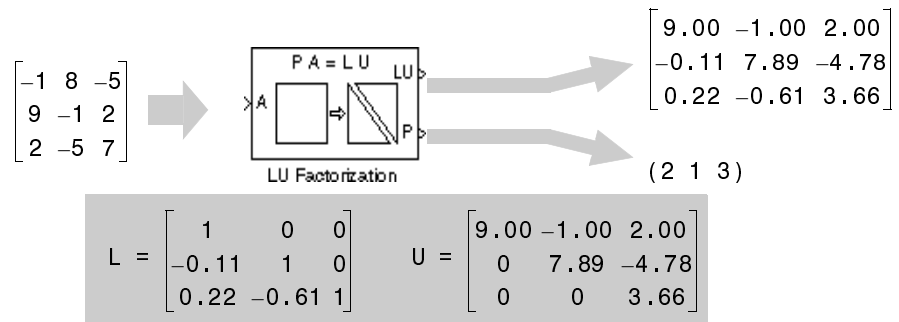 −1 8 −5
9 −1 2
2 −5 7
P A = L U
A
LU
P
LU Factorization
9.00 −1.00 2.00
−0.11 7.89 −4.78
0.22 −0.61 3.66
(2 1 3)
L =
1 0 0
−0.11 1 0
0.22 −0.61 1
U =
9.00 −1.00 2.00
0 7.89 −4.78
0 0 3.66